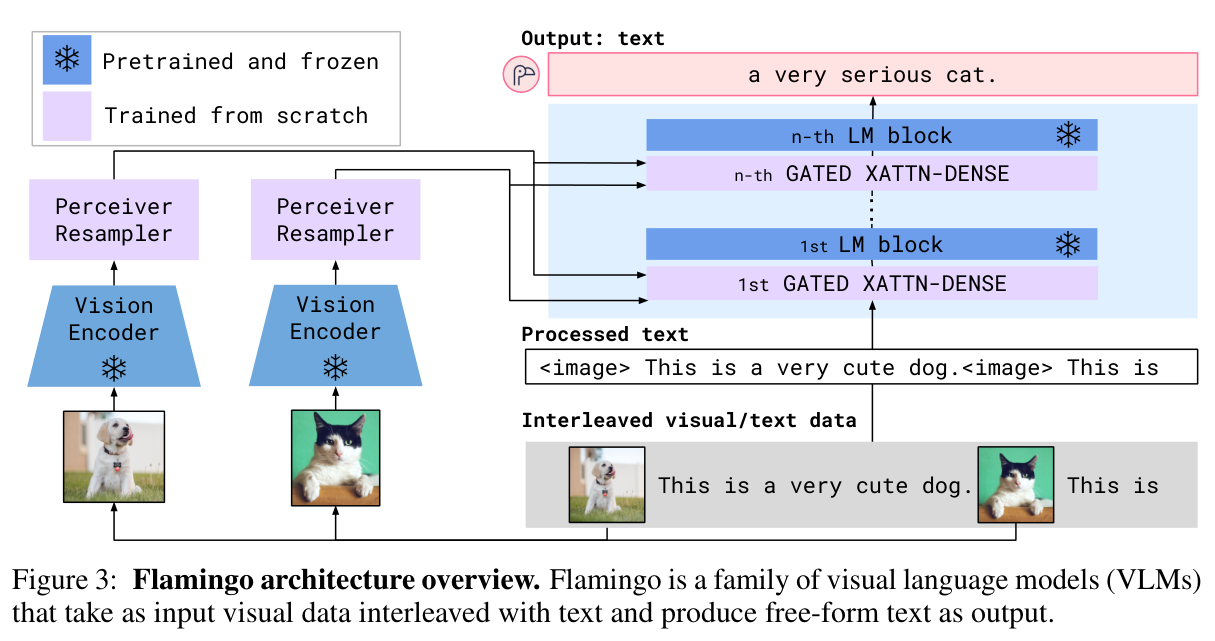 Pretrained and frozen
Trained from scratch
Perceiver
Resampler
Vision
Encoder
Perceiver
Resampler
Vision
Encoder
Output: text
a very serious cat.
n-th LM block
n-th GATED XATTN-DENSE
1st LM block
1st GATED XATTN-DENSE
Processed text
<image> This is a very cute dog.<image> This is
Interleaved visual/text data
This is a very cute dog. This is
Figure 3: Flamingo architecture overview. Flamingo is a family of visual language models (VLMs)
that take as input visual data interleaved with text and produce free-form text as output.